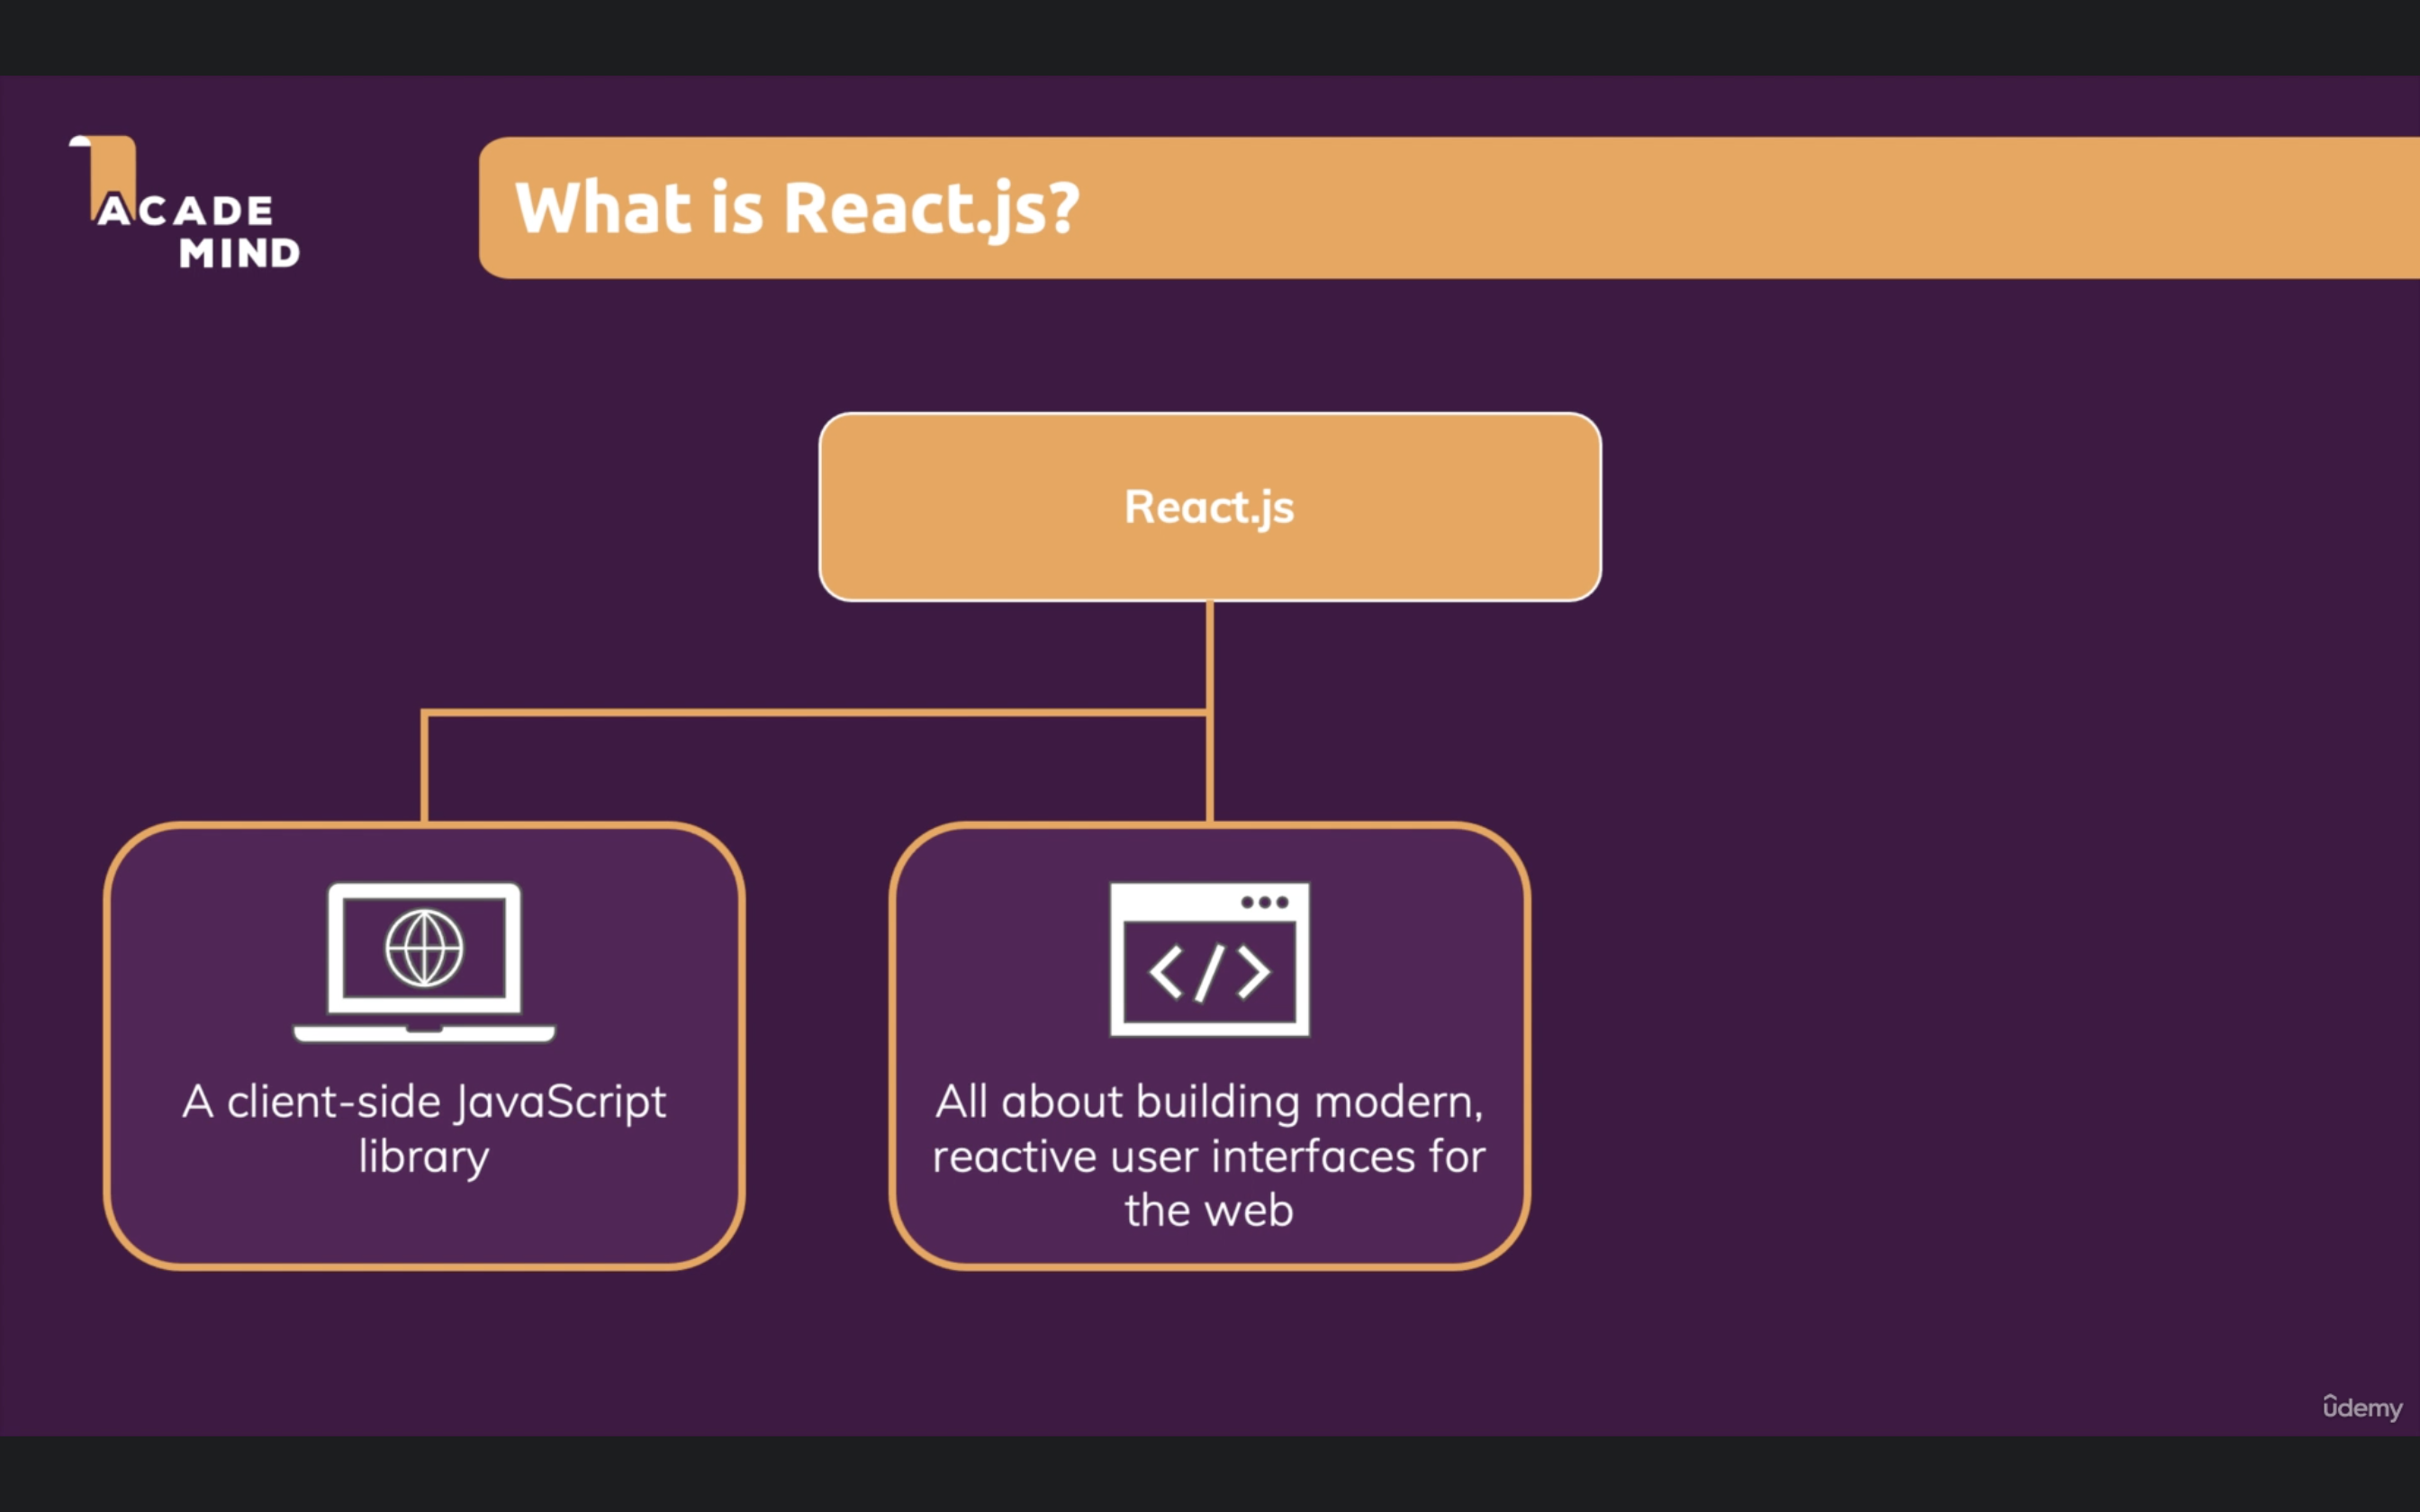 ACADE
MIND
What is React.js?
React.js
</>
A client-side JavaScript
library
All about building modern,
reactive user interfaces for
the web
ûdemy